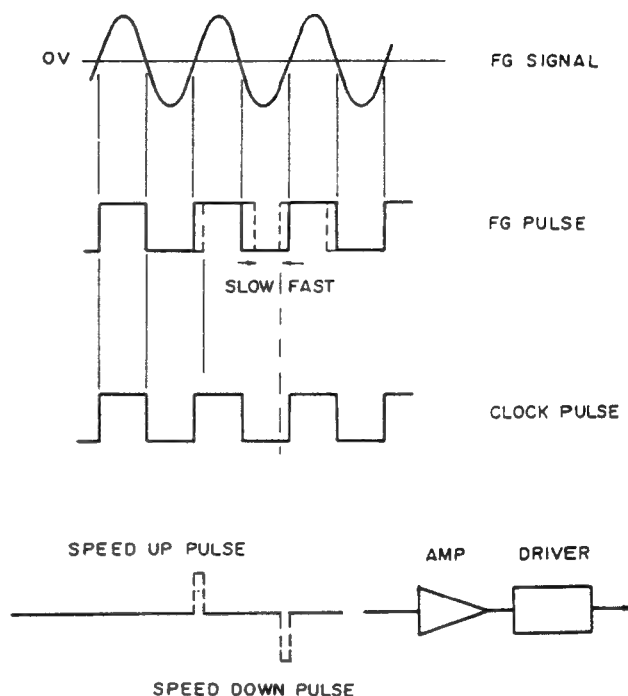 OV
FG SIGNAL
FG PULSE
SLOW FAST
CLOCK PULSE
SPEED UP PULSE
AMP
DRIVER
SPEED DOWN PULSE